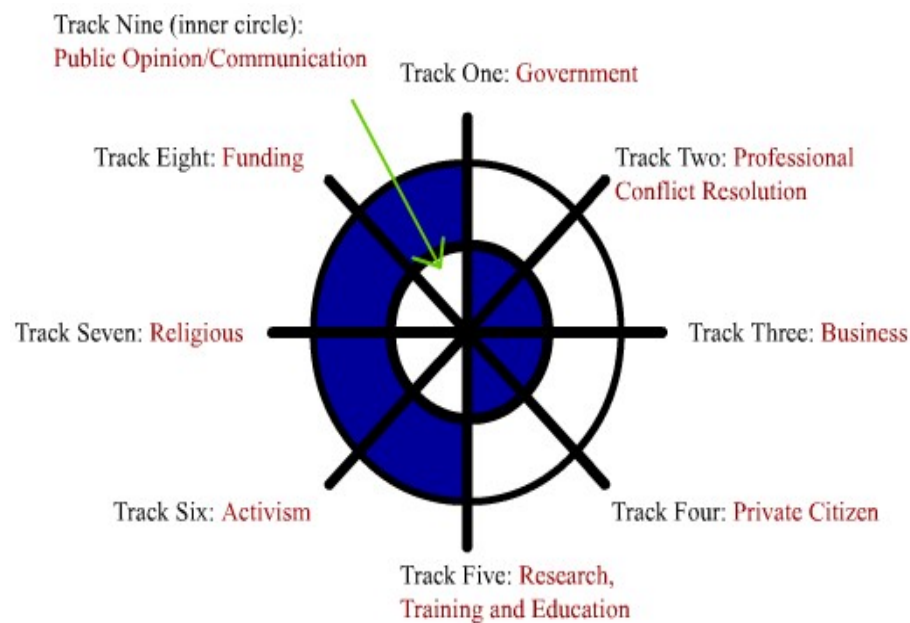 Track Nine (inner circle):
Public Opinion/Communication
Track One: Government
Track Eight: Funding
Track Two: Professional
Conflict Resolution
Track Seven: Religious
Track Three: Business
Track Six: Activism
Track Four: Private Citizen
Track Five: Research,
Training and Education